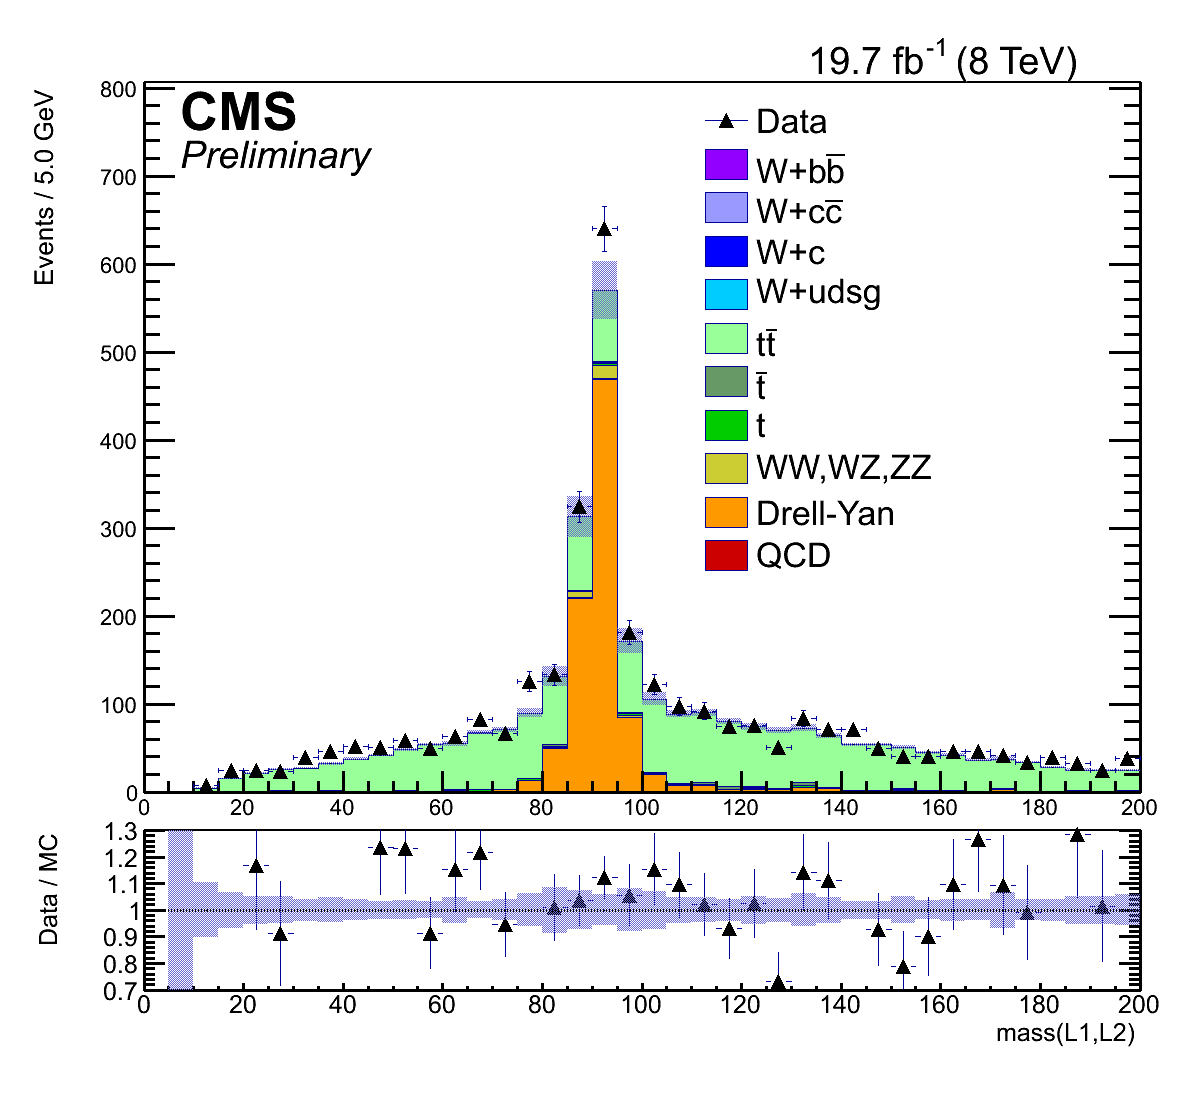 19.7 fb⁻¹ (8 TeV)
CMS
Preliminary
Events / 5.0 GeV
800
700
600
500
400
300
200
100
0
0 20 40 60 80 100 120 140 160 180 200
Data
W+bb̅
W+cc̅
W+c
W+udsg
tt̅
t̅
t
WW,WZ,ZZ
Drell-Yan
QCD
Data / MC
1.3
1.2
1.1
1
0.9
0.8
0.7
0 20 40 60 80 100 120 140 160 180 200
mass(L1,L2)